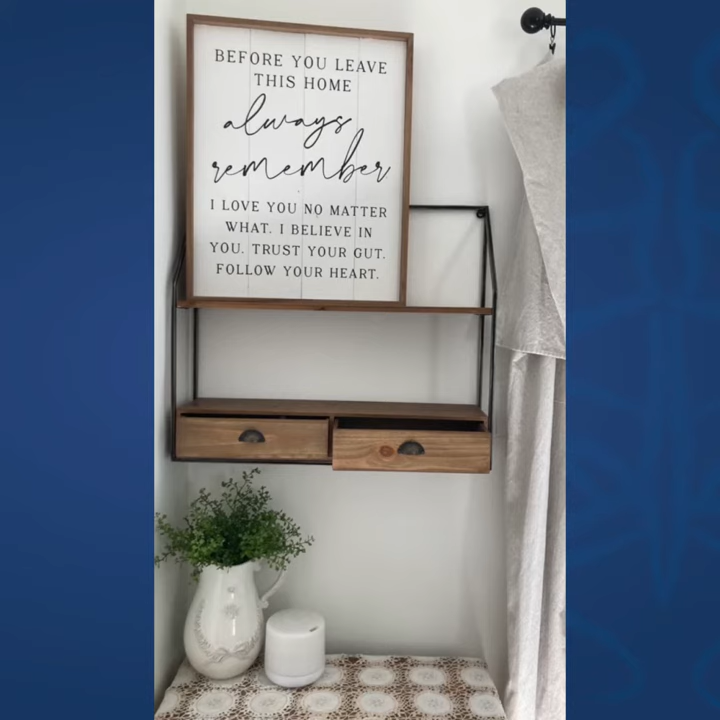 BEFORE YOU LEAVE
THIS HOME
always
remember
I LOVE YOU NO MATTER
WHAT. I BELIEVE IN
YOU. TRUST YOUR GUT.
FOLLOW YOUR HEART.